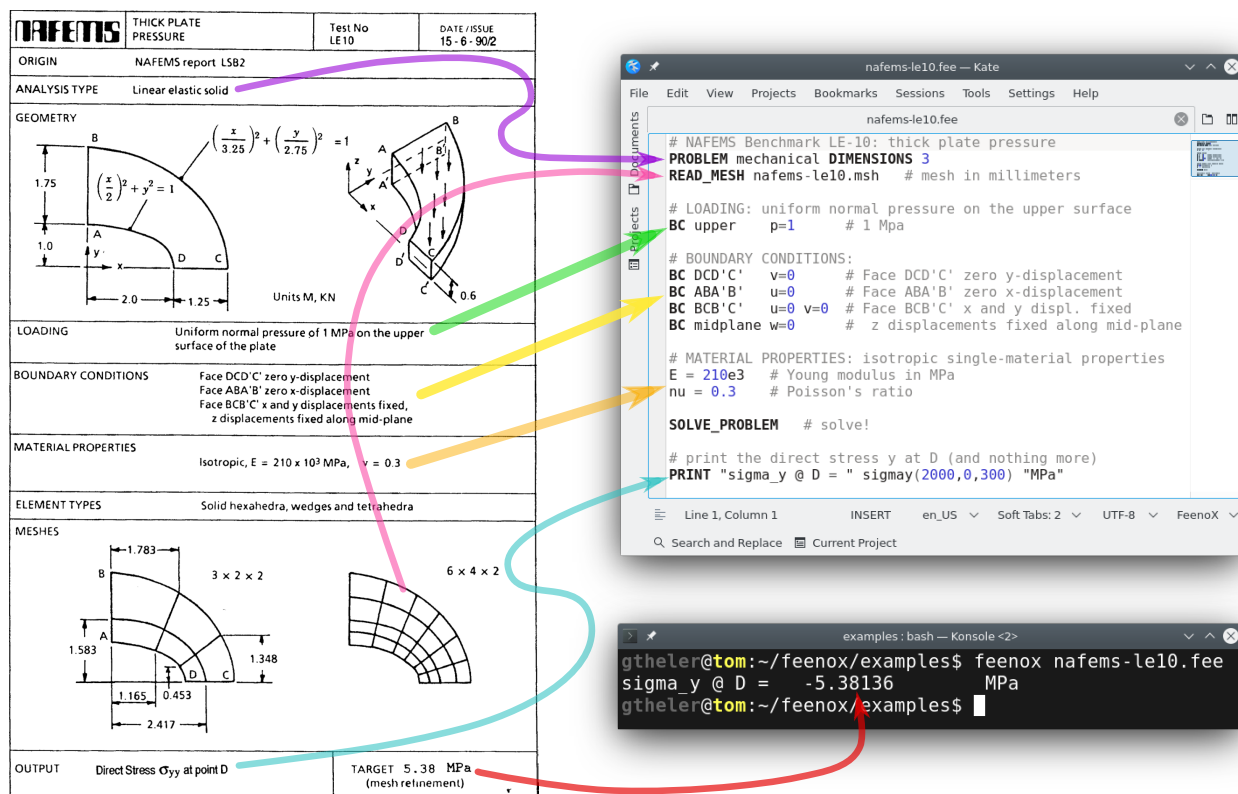 NAFEMS
THICK PLATE
PRESSURE
Test No
LE10
DATE / ISSUE
15 - 6 - 90/2
ORIGIN
NAFEMS report LSB2
ANALYSIS TYPE
Linear elastic solid
GEOMETRY
B
(x/3.25)² + (y/2.75)² = 1
1.75
(x/2)² + y² = 1
A
1.0
y
x
D
C
2.0
1.25
Units M, KN
B
A
B'
z
y
A'
x
D
D'
C
C'
0.6
LOADING
Uniform normal pressure of 1 MPa on the upper
surface of the plate
BOUNDARY CONDITIONS
Face DCD'C' zero y-displacement
Face ABA'B' zero x-displacement
Face BCB'C' x and y displacements fixed,
z displacements fixed along mid-plane
MATERIAL PROPERTIES
Isotropic, E = 210 x 10³ MPa, ν = 0.3
ELEMENT TYPES
Solid hexahedra, wedges and tetrahedra
MESHES
1.783
B
3 x 2 x 2
6 x 4 x 2
A
1.583
1.348
D
C
1.165
0.453
2.417
OUTPUT
Direct Stress σyy at point D
TARGET 5.38 MPa
(mesh refinement)
nafems-le10.fee — Kate
File Edit View Projects Bookmarks Sessions Tools Settings Help
nafems-le10.fee
Documents
Projects
# NAFEMS Benchmark LE-10: thick plate pressure
PROBLEM mechanical DIMENSIONS 3
READ_MESH nafems-le10.msh # mesh in millimeters
# LOADING: uniform normal pressure on the upper surface
BC upper p=1 # 1 Mpa
# BOUNDARY CONDITIONS:
BC DCD'C' v=0 # Face DCD'C' zero y-displacement
BC ABA'B' u=0 # Face ABA'B' zero x-displacement
BC BCB'C' u=0 v=0 # Face BCB'C' x and y displ. fixed
BC midplane w=0 # z displacements fixed along mid-plane
# MATERIAL PROPERTIES: isotropic single-material properties
E = 210e3 # Young modulus in MPa
nu = 0.3 # Poisson's ratio
SOLVE_PROBLEM # solve!
# print the direct stress y at D (and nothing more)
PRINT "sigma_y @ D = " sigmay(2000,0,300) "MPa"
Line 1, Column 1 INSERT en_US Soft Tabs: 2 UTF-8 FeenoX
Search and Replace Current Project
examples : bash — Konsole <2>
gtheler@tom:~/feenox/examples$ feenox nafems-le10.fee
sigma_y @ D = -5.38136 MPa
gtheler@tom:~/feenox/examples$